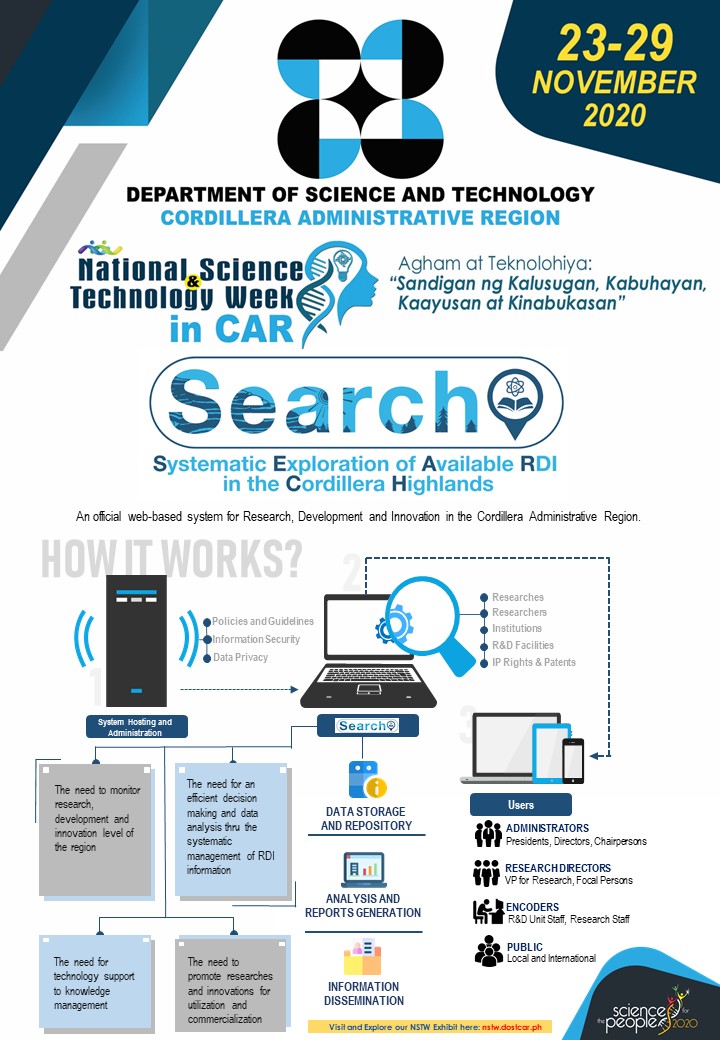 23-29
NOVEMBER
2020
DEPARTMENT OF SCIENCE AND TECHNOLOGY
CORDILLERA ADMINISTRATIVE REGION
National Science
&
Technology Week
in CAR
Agham at Teknolohiya:
“Sandigan ng Kalusugan, Kabuhayan,
Kaayusan at Kinabukasan”
Search
Systematic Exploration of Available RDI
in the Cordillera Highlands
An official web-based system for Research, Development and Innovation in the Cordillera Administrative Region.
HOW IT WORKS?
1
Policies and Guidelines
Information Security
Data Privacy
System Hosting and
Administration
2
Researches
Researchers
Institutions
R&D Facilities
IP Rights & Patents
Search
3
The need to monitor
research,
development and
innovation level of
the region
The need for an
efficient decision
making and data
analysis thru the
systematic
management of RDI
information
The need for
technology support
to knowledge
management
The need to
promote researches
and innovations for
utilization and
commercialization
DATA STORAGE
AND REPOSITORY
ANALYSIS AND
REPORTS GENERATION
INFORMATION
DISSEMINATION
Users
ADMINISTRATORS
Presidents, Directors, Chairpersons
RESEARCH DIRECTORS
VP for Research, Focal Persons
ENCODERS
R&D Unit Staff, Research Staff
PUBLIC
Local and International
Visit and Explore our NSTW Exhibit here: nstw.dostcar.ph
science for
the people 2020